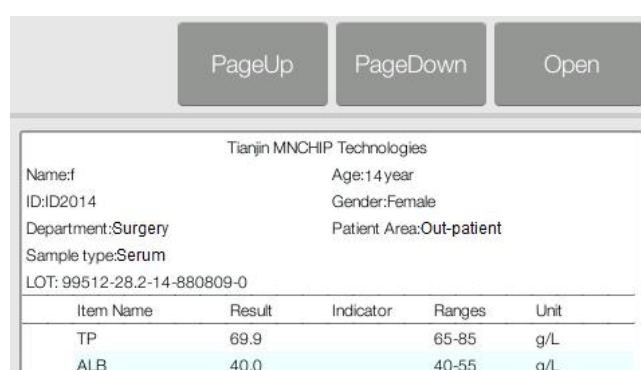 PageUp PageDown Open
Tianjin MNCHIP Technologies
Name:f Age:14year
ID:ID2014 Gender:Female
Department:Surgery Patient Area:Out-patient
Sample type:Serum
LOT: 99512-28.2-14-880809-0
Item Name Result Indicator Ranges Unit
TP 69.9 65-85 g/L
ALB 40.0 40-55 g/L